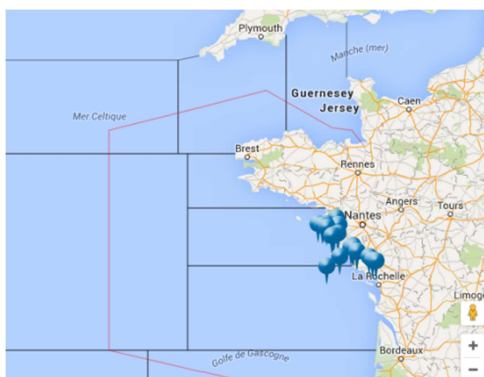 Plymouth
Manche (mer)
Guernesey
Jersey
Caen
Mer Celtique
Brest
Rennes
Angers
Tours
Nantes
La Rochelle
Limog
Golfe de Gascogne
Bordeaux
+
−